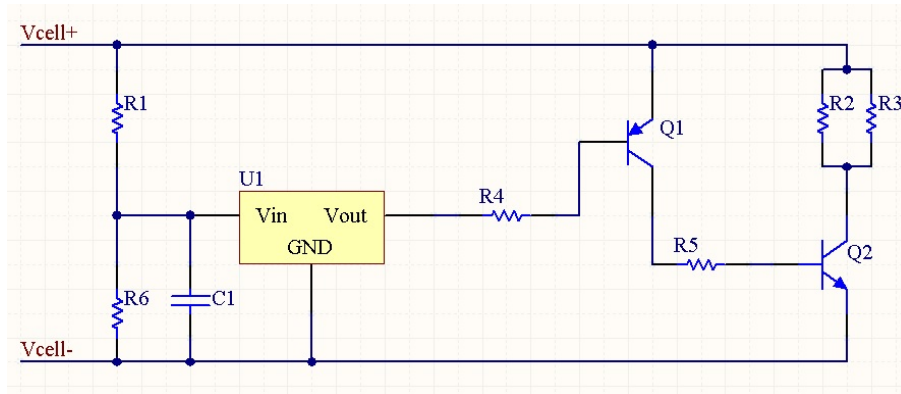 Vcell+
R1
R2
R3
Q1
U1
R4
Vin
Vout
GND
R5
Q2
R6
C1
Vcell-